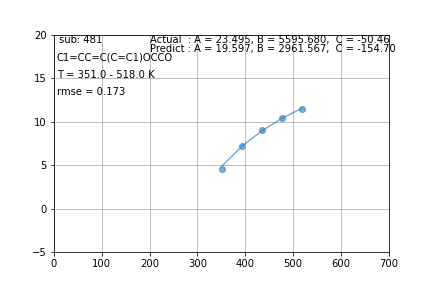 sub: 481
Actual : A = 23.495, B = 5595.680, C = -50.46
Predict : A = 19.597, B = 2961.567, C = -154.70
C1=CC=C(C=C1)OCCO
T = 351.0 - 518.0 K
rmse = 0.173
20
15
10
5
0
−5
0 100 200 300 400 500 600 700